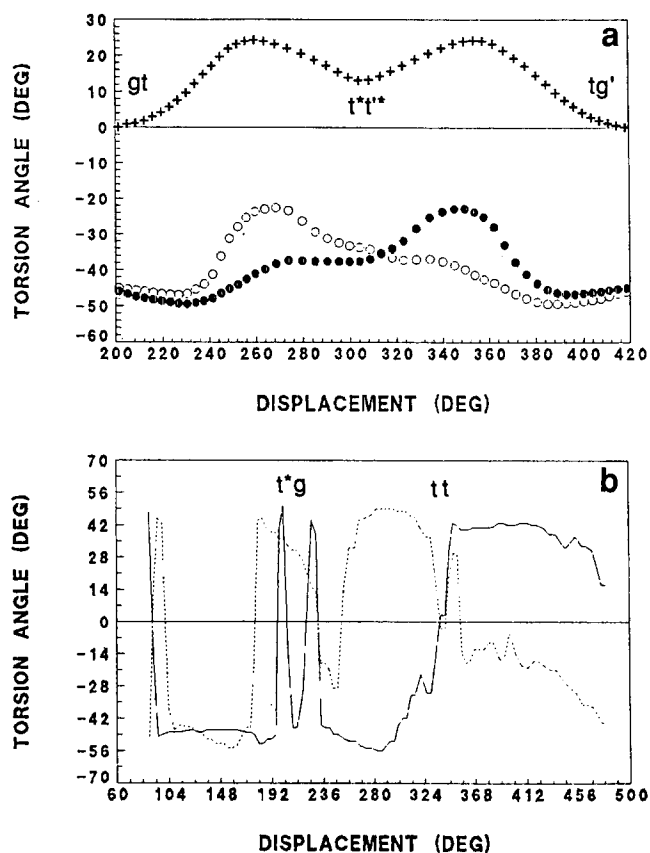 30
a
20
gt
tg'
10
t*t'*
0
-10
-20
-30
-40
-50
-60
TORSION ANGLE (DEG)
200 220 240 260 280 300 320 340 360 380 400 420
DISPLACEMENT (DEG)
70
b
t*g
tt
56
42
28
14
0
-14
-28
-42
-56
-70
TORSION ANGLE (DEG)
60 104 148 192 236 280 324 368 412 456 500
DISPLACEMENT (DEG)